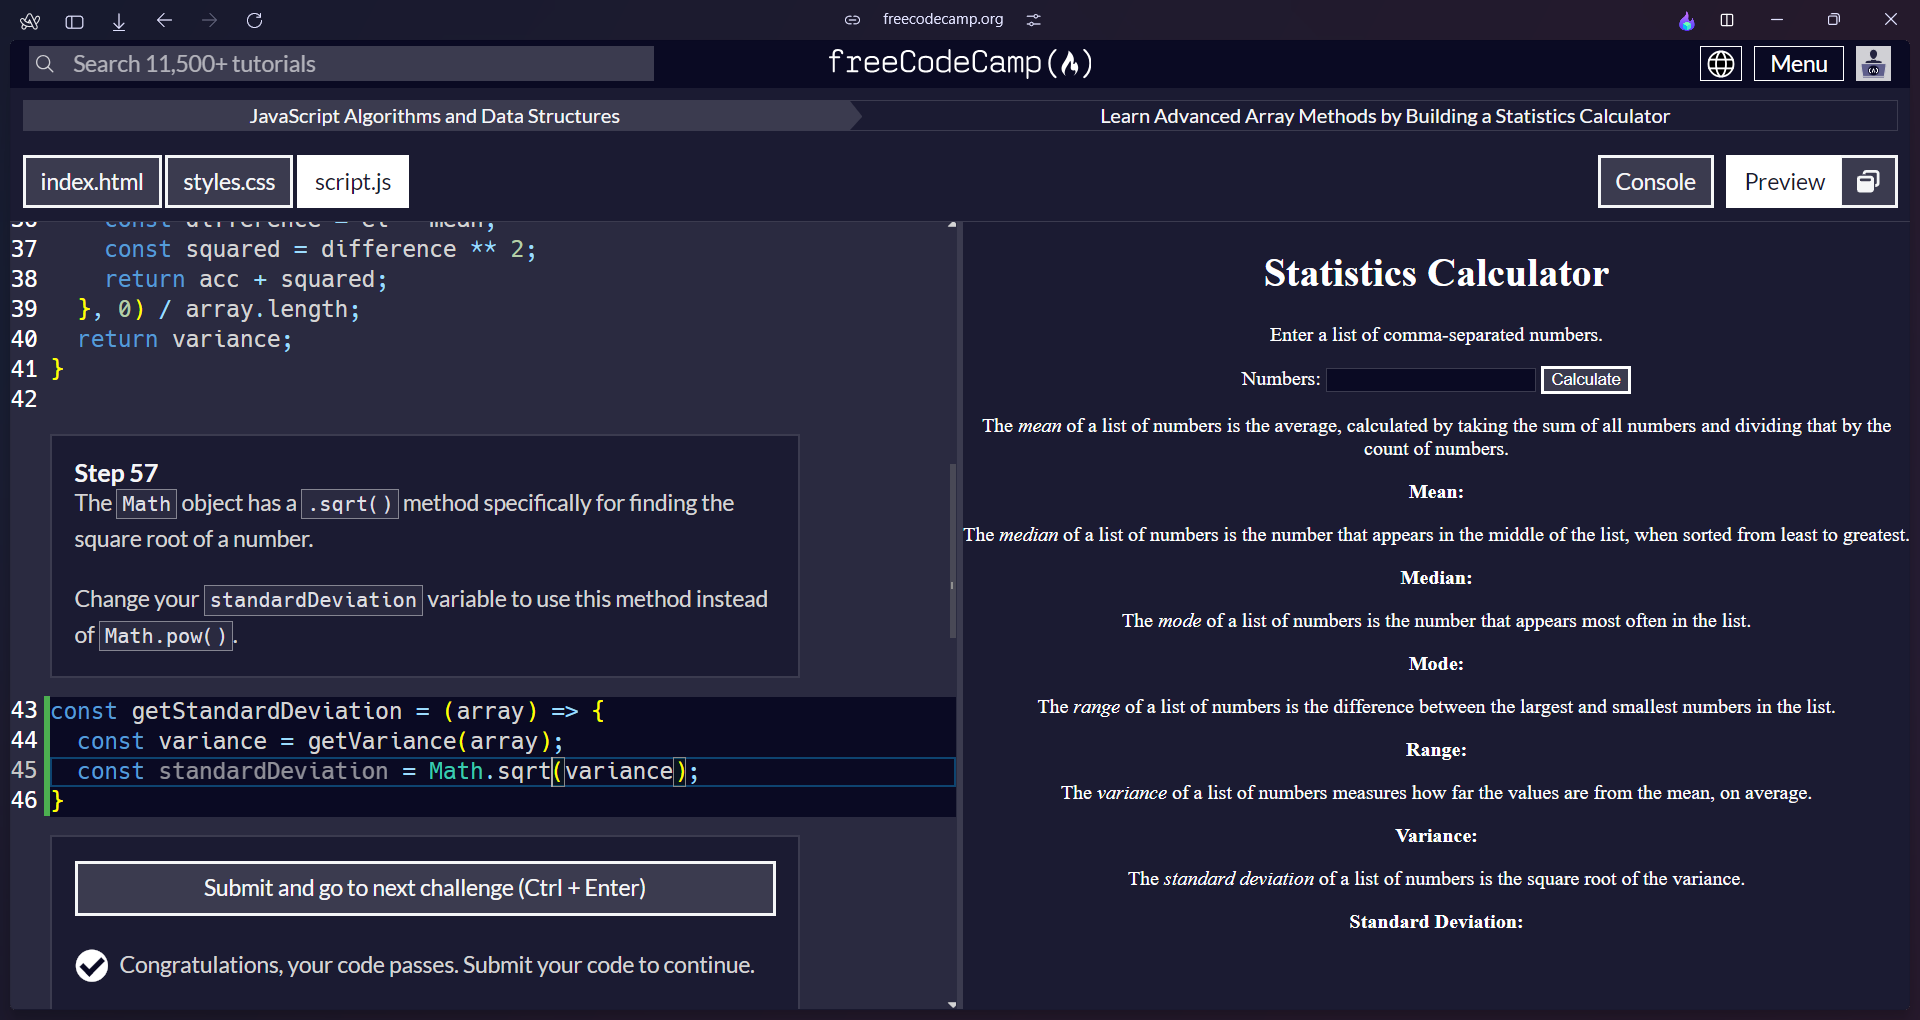 freecodecamp.org
Search 11,500+ tutorials
freeCodeCamp
Menu
JavaScript Algorithms and Data Structures
Learn Advanced Array Methods by Building a Statistics Calculator
index.html
styles.css
script.js
Console
Preview
36     const difference = el - mean;
37     const squared = difference ** 2;
38     return acc + squared;
39   }, 0) / array.length;
40   return variance;
41 }
42
Step 57
The Math object has a .sqrt() method specifically for finding the
square root of a number.
Change your standardDeviation variable to use this method instead
of Math.pow().
43 const getStandardDeviation = (array) => {
44   const variance = getVariance(array);
45   const standardDeviation = Math.sqrt(variance);
46 }
Submit and go to next challenge (Ctrl + Enter)
Congratulations, your code passes. Submit your code to continue.
Statistics Calculator
Enter a list of comma-separated numbers.
Numbers:
Calculate
The mean of a list of numbers is the average, calculated by taking the sum of all numbers and dividing that by the
count of numbers.
Mean:
The median of a list of numbers is the number that appears in the middle of the list, when sorted from least to greatest.
Median:
The mode of a list of numbers is the number that appears most often in the list.
Mode:
The range of a list of numbers is the difference between the largest and smallest numbers in the list.
Range:
The variance of a list of numbers measures how far the values are from the mean, on average.
Variance:
The standard deviation of a list of numbers is the square root of the variance.
Standard Deviation: